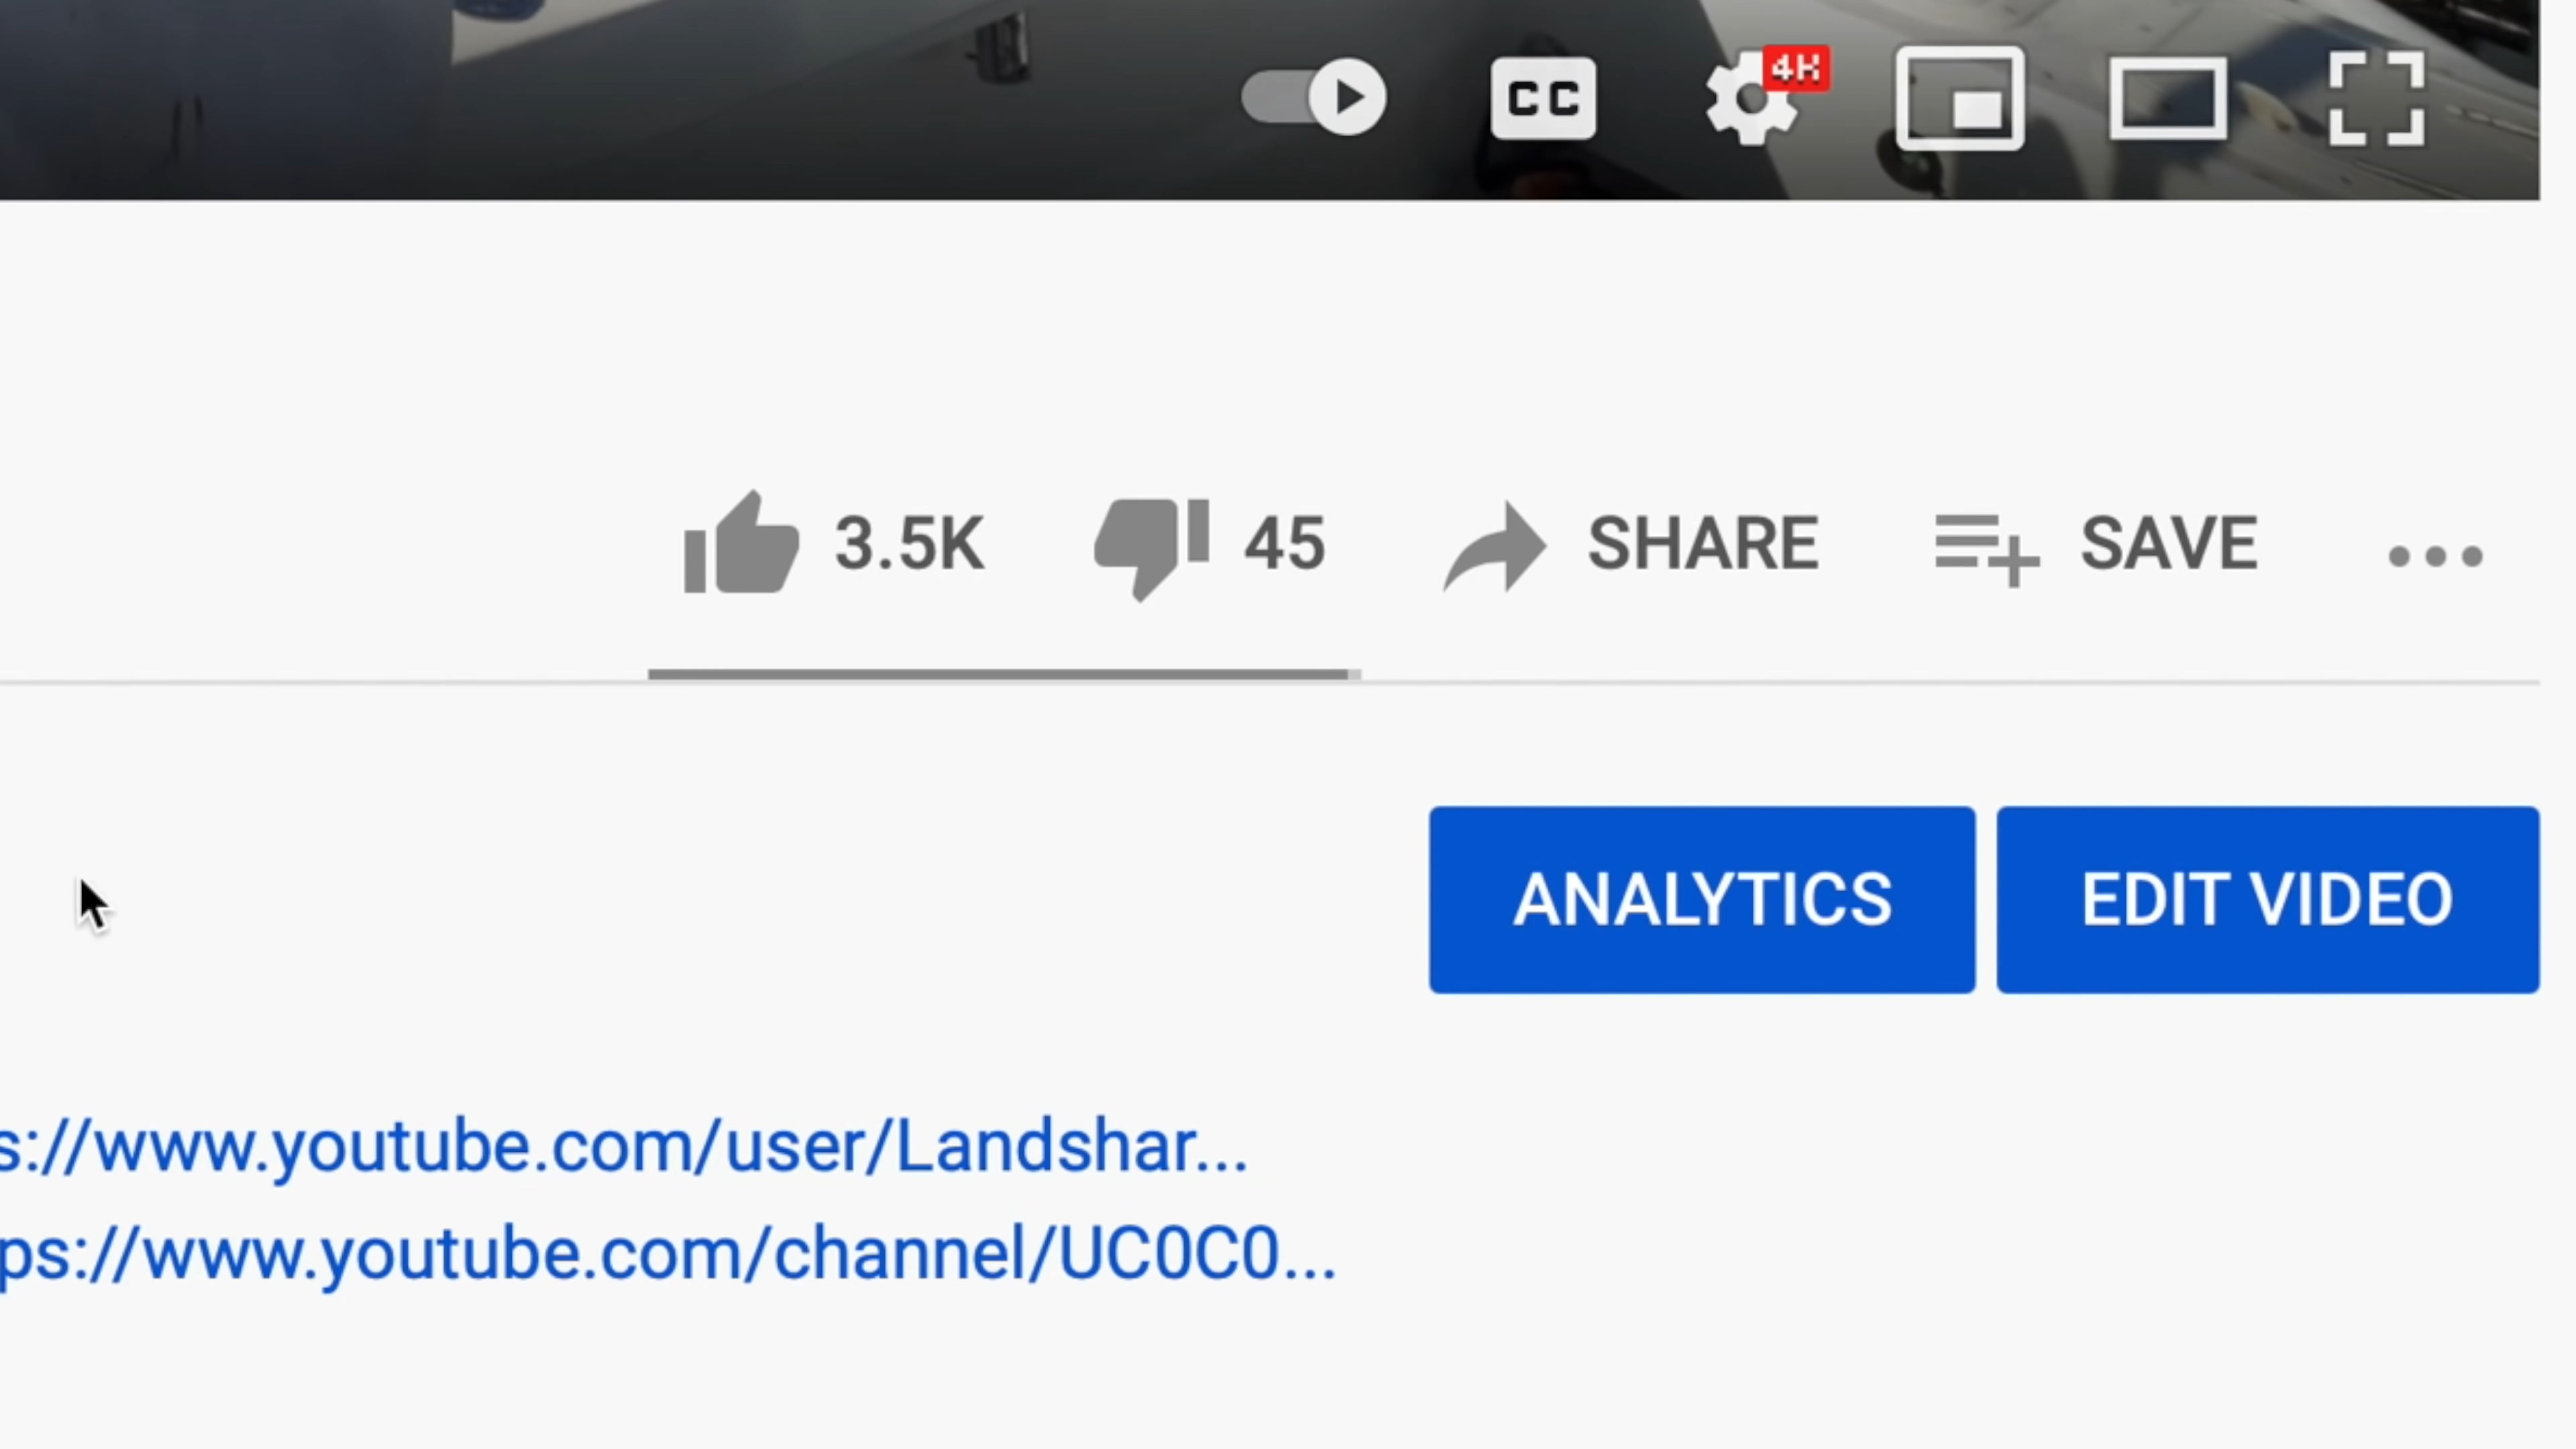 CC 4K
3.5K 45 SHARE SAVE
ANALYTICS EDIT VIDEO
s://www.youtube.com/user/Landshar...
ps://www.youtube.com/channel/UC0C0...